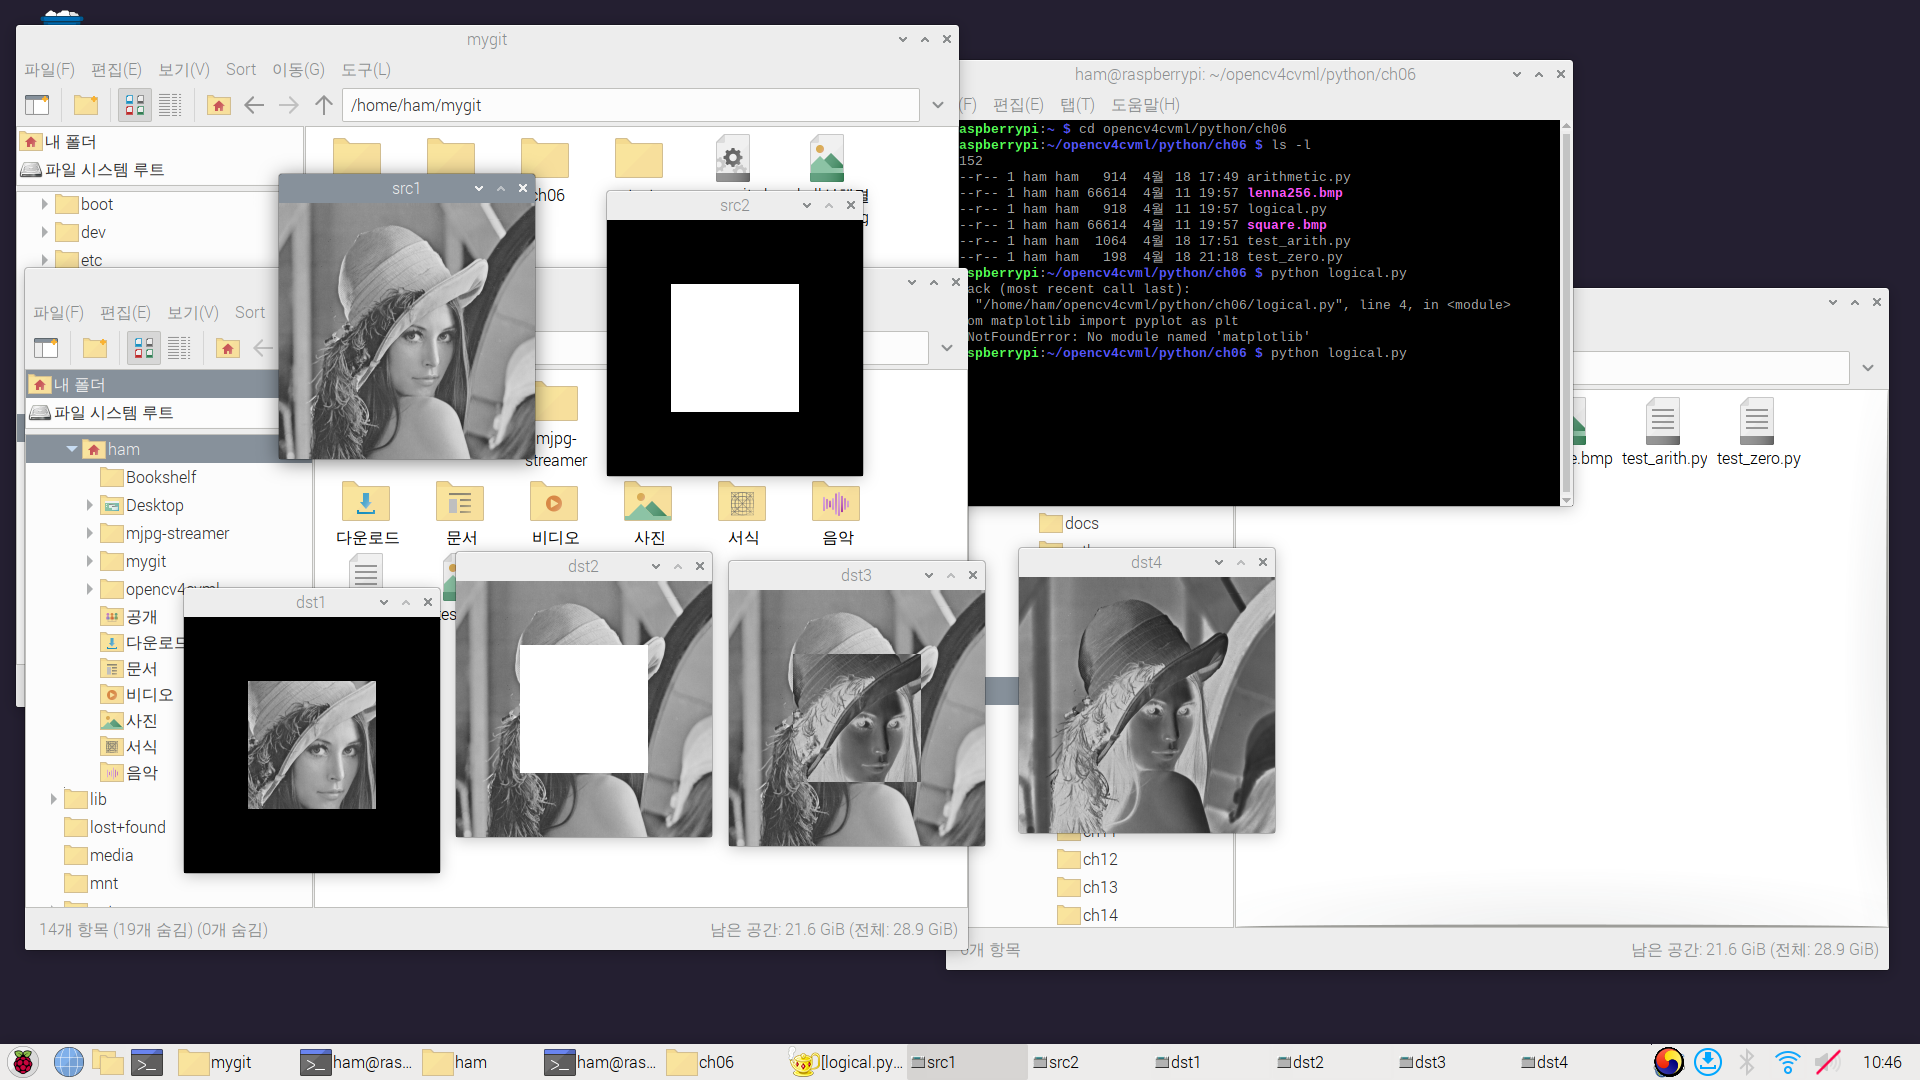 mygit
파일(F) 편집(E) 보기(V) Sort 이동(G) 도구(L)
/home/ham/mygit
내 폴더
파일 시스템 루트
boot
dev
etc
ch06
src1
src2
파일(F) 편집(E) 보기(V) Sort
내 폴더
파일 시스템 루트
ham
Bookshelf
Desktop
mjpg-streamer
mygit
opencv4cvml
공개
다운로드
문서
비디오
사진
서식
음악
lib
lost+found
media
mnt
mjpg-
streamer
다운로드 문서 비디오 사진 서식 음악
dst1
dst2
dst3
dst4
14개 항목 (19개 숨김) (0개 숨김)
남은 공간: 21.6 GiB (전체: 28.9 GiB)
ham@raspberrypi: ~/opencv4cvml/python/ch06
(F) 편집(E) 탭(T) 도움말(H)
aspberrypi:~ $ cd opencv4cvml/python/ch06
aspberrypi:~/opencv4cvml/python/ch06 $ ls -l
152
--r-- 1 ham ham 914 4월 18 17:49 arithmetic.py
--r-- 1 ham ham 66614 4월 11 19:57 lenna256.bmp
--r-- 1 ham ham 918 4월 11 19:57 logical.py
--r-- 1 ham ham 66614 4월 11 19:57 square.bmp
--r-- 1 ham ham 1064 4월 18 17:51 test_arith.py
--r-- 1 ham ham 198 4월 18 21:18 test_zero.py
spberrypi:~/opencv4cvml/python/ch06 $ python logical.py
ack (most recent call last):
"/home/ham/opencv4cvml/python/ch06/logical.py", line 4, in <module>
om matplotlib import pyplot as plt
NotFoundError: No module named 'matplotlib'
spberrypi:~/opencv4cvml/python/ch06 $ python logical.py
e.bmp test_arith.py test_zero.py
docs
ch11
ch12
ch13
ch14
개 항목
남은 공간: 21.6 GiB (전체: 28.9 GiB)
mygit ham@ras... ham ham@ras... ch06 [logical.py... src1 src2 dst1 dst2 dst3 dst4 10:46